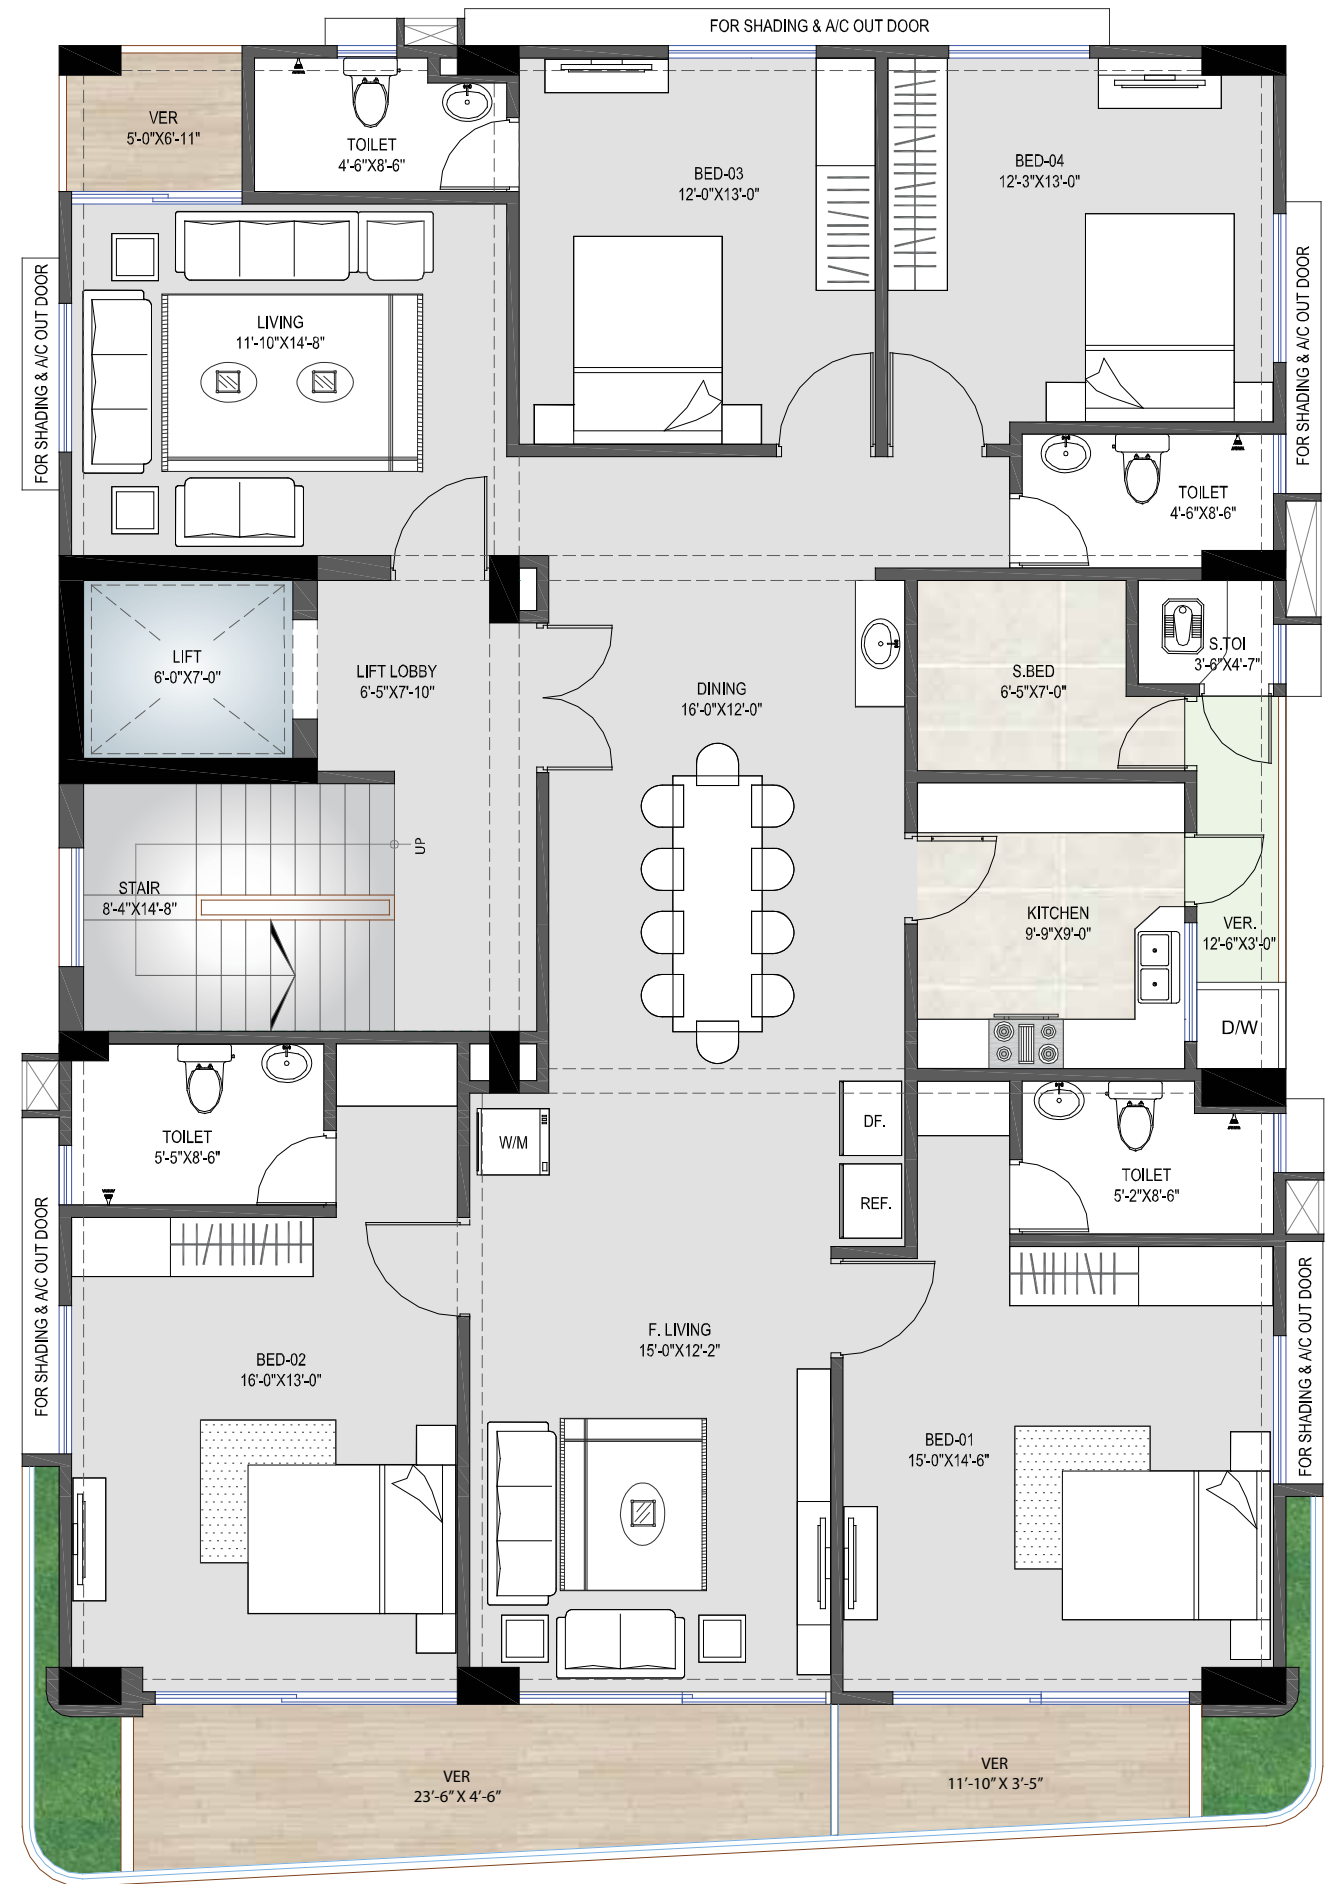 FOR SHADING & A/C OUT DOOR
VER
5'-0"X6'-11"
TOILET
4'-6"X8'-6"
BED-03
12'-0"X13'-0"
BED-04
12'-3"X13'-0"
FOR SHADING & A/C OUT DOOR
LIVING
11'-10"X14'-8"
FOR SHADING & A/C OUT DOOR
TOILET
4'-6"X8'-6"
LIFT
6'-0"X7'-0"
LIFT LOBBY
6'-5"X7'-10"
DINING
16'-0"X12'-0"
S.BED
6'-5"X7'-0"
S.TOI
3'-6"X4'-7"
UP
STAIR
8'-4"X14'-8"
KITCHEN
9'-9"X9'-0"
VER.
12'-6"X3'-0"
D/W
TOILET
5'-5"X8'-6"
W/M
DF.
REF.
TOILET
5'-2"X8'-6"
FOR SHADING & A/C OUT DOOR
BED-02
16'-0"X13'-0"
F. LIVING
15'-0"X12'-2"
BED-01
15'-0"X14'-6"
FOR SHADING & A/C OUT DOOR
VER
23'-6" X 4'-6"
VER
11'-10" X 3'-5"